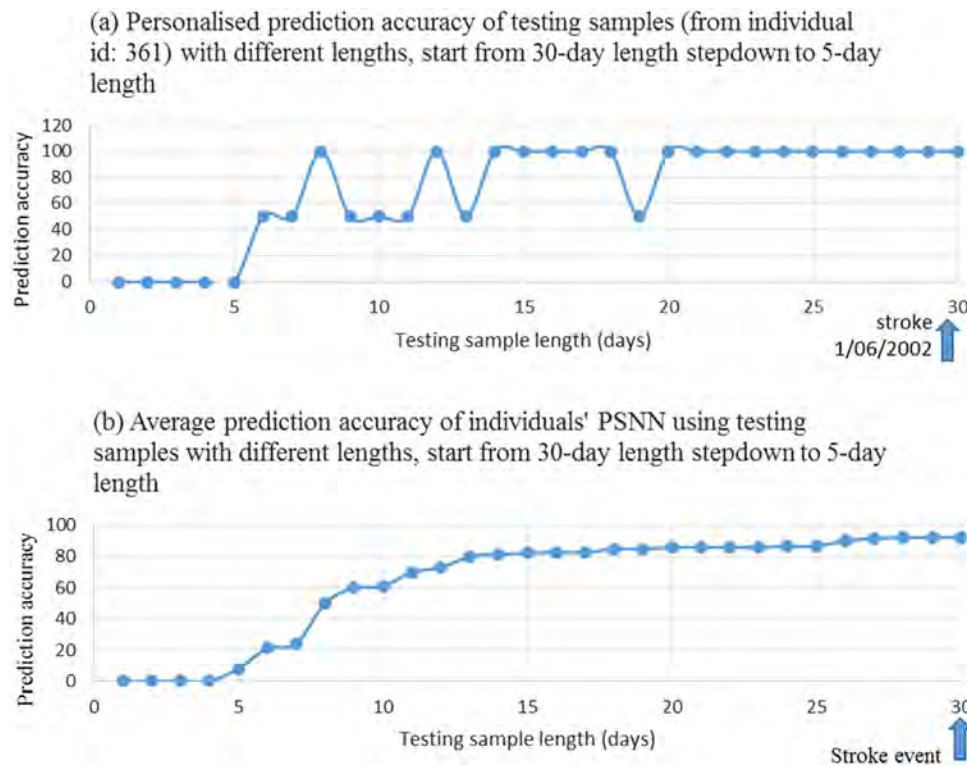 (a) Personalised prediction accuracy of testing samples (from individual
id: 361) with different lengths, start from 30-day length stepdown to 5-day
length
Prediction accuracy
120
100
80
60
40
20
0
0 5 10 15 20 25 30
Testing sample length (days)
stroke
1/06/2002
(b) Average prediction accuracy of individuals' PSNN using testing
samples with different lengths, start from 30-day length stepdown to 5-day
length
Prediction accuracy
100
80
60
40
20
0
0 5 10 15 20 25 30
Testing sample length (days)
Stroke event